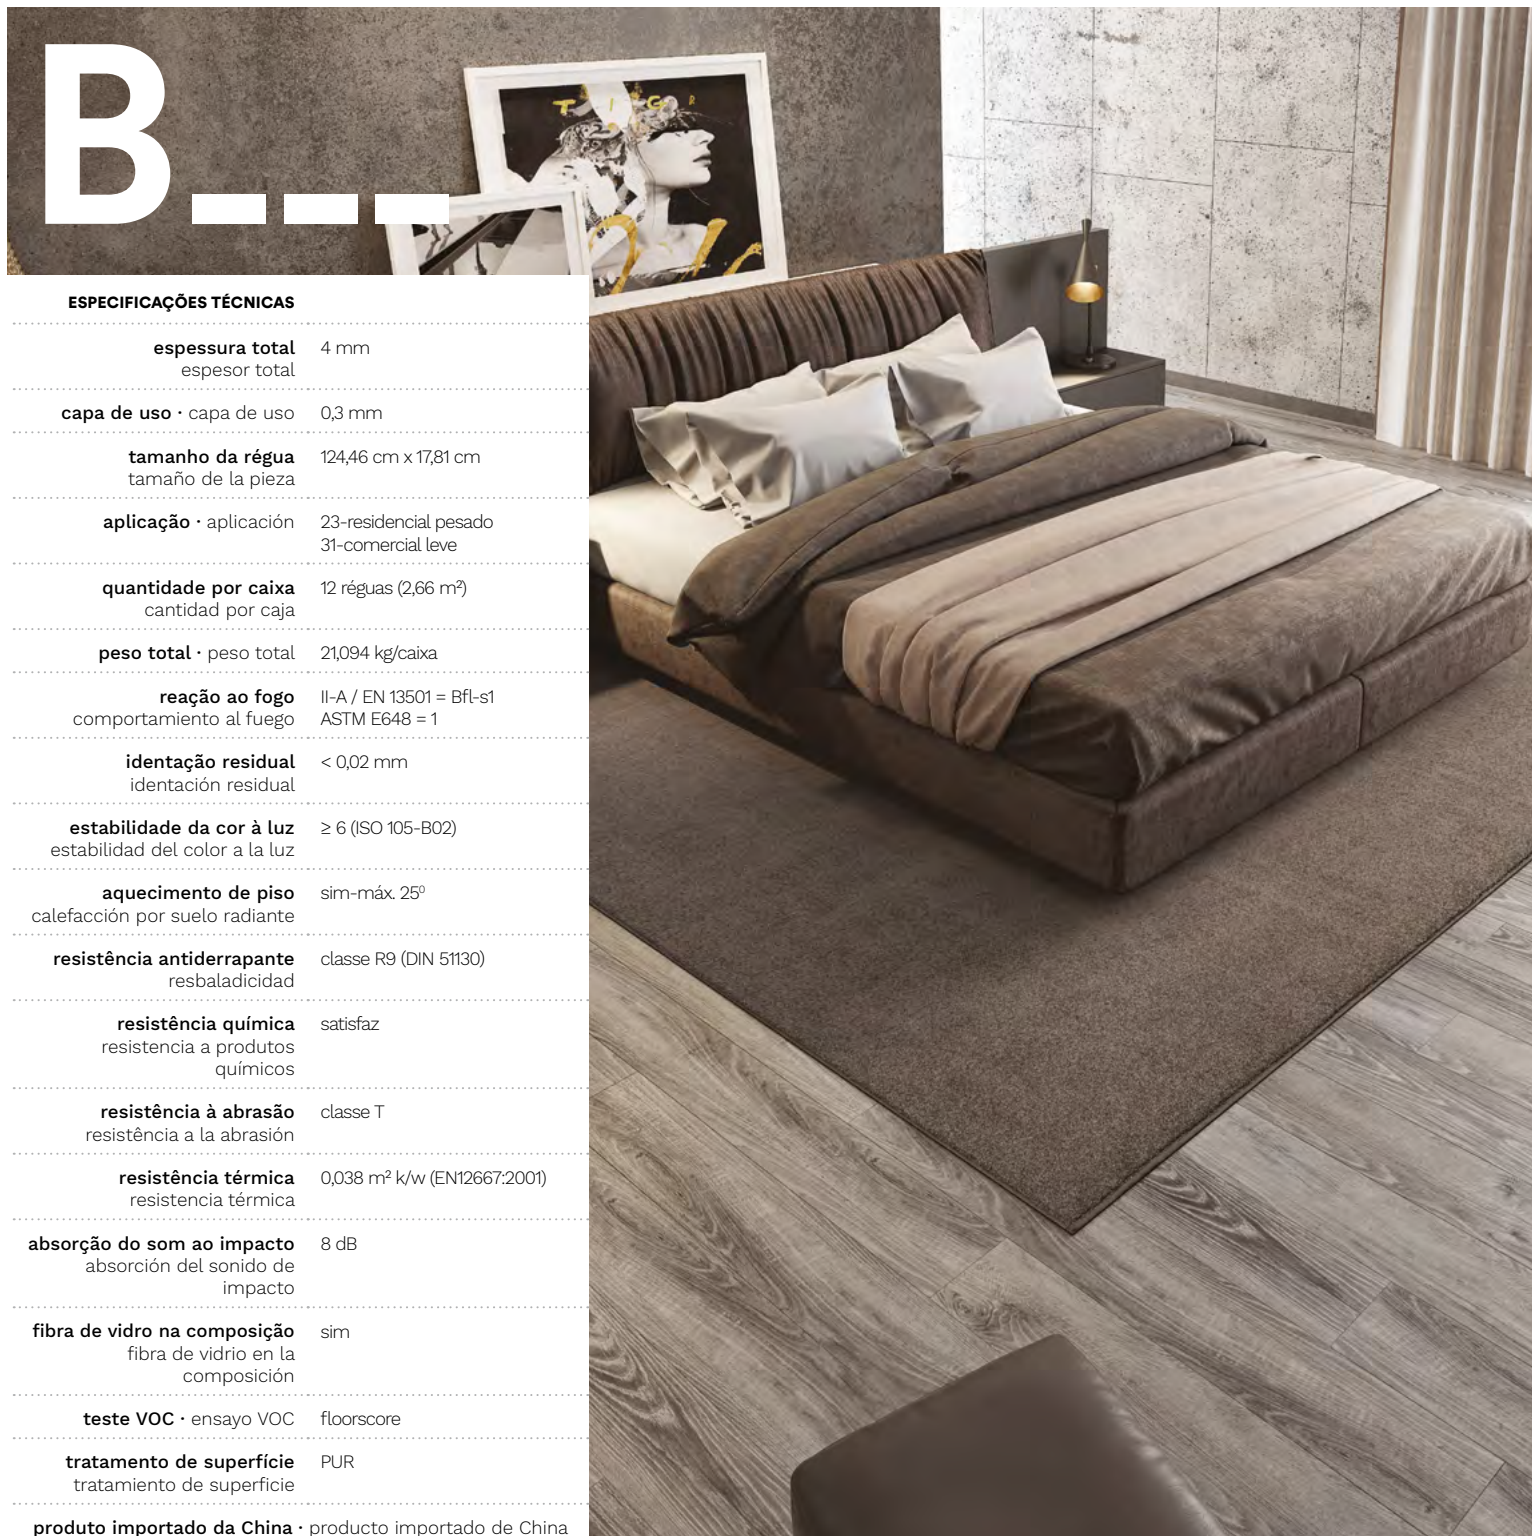 B___
TIGR
ESPECIFICAÇÕES TÉCNICAS
espessura total 4 mm
espesor total
capa de uso · capa de uso 0,3 mm
tamanho da régua 124,46 cm x 17,81 cm
tamaño de la pieza
aplicação · aplicación 23-residencial pesado
31-comercial leve
quantidade por caixa 12 réguas (2,66 m²)
cantidad por caja
peso total · peso total 21,094 kg/caixa
reação ao fogo II-A / EN 13501 = Bfl-s1
comportamiento al fuego ASTM E648 = 1
identação residual < 0,02 mm
identación residual
estabilidade da cor à luz ≥ 6 (ISO 105-B02)
estabilidad del color a la luz
aquecimento de piso sim-máx. 25⁰
calefacción por suelo radiante
resistência antiderrapante classe R9 (DIN 51130)
resbaladicidad
resistência química satisfaz
resistencia a produtos
químicos
resistência à abrasão classe T
resistência a la abrasión
resistência térmica 0,038 m² k/w (EN12667:2001)
resistencia térmica
absorção do som ao impacto 8 dB
absorción del sonido de
impacto
fibra de vidro na composição sim
fibra de vidrio en la
composición
teste VOC · ensayo VOC floorscore
tratamento de superfície PUR
tratamiento de superficie
produto importado da China · producto importado de China